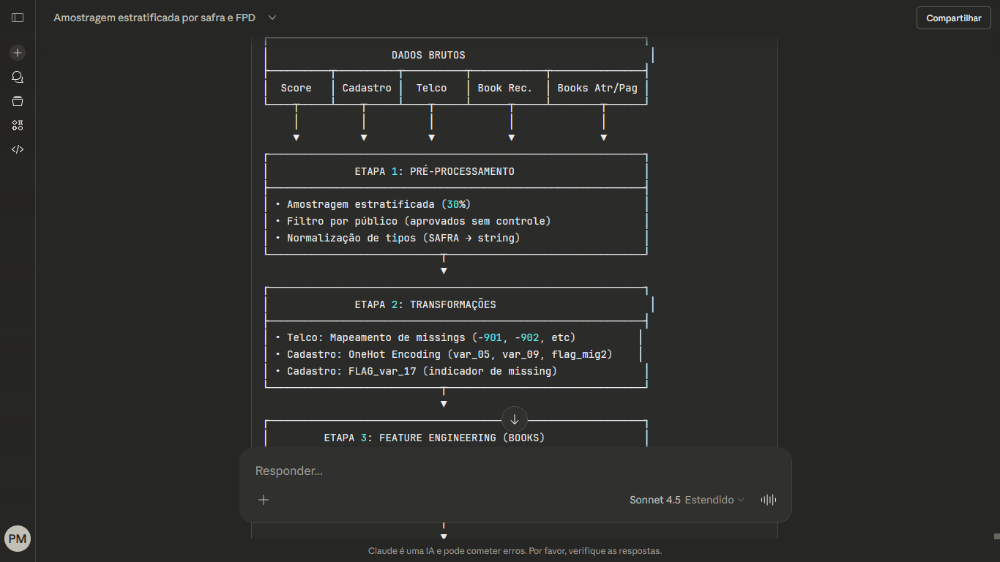 Amostragem estratificada por safra e FPD
Compartilhar
DADOS BRUTOS
Score Cadastro Telco Book Rec. Books Atr/Pag
ETAPA 1: PRÉ-PROCESSAMENTO
• Amostragem estratificada (30%)
• Filtro por público (aprovados sem controle)
• Normalização de tipos (SAFRA → string)
ETAPA 2: TRANSFORMAÇÕES
• Telco: Mapeamento de missings (-901, -902, etc)
• Cadastro: OneHot Encoding (var_05, var_09, flag_mig2)
• Cadastro: FLAG_var_17 (indicador de missing)
ETAPA 3: FEATURE ENGINEERING (BOOKS)
Responder...
Sonnet 4.5 Estendido
PM
Claude é uma IA e pode cometer erros. Por favor, verifique as respostas.